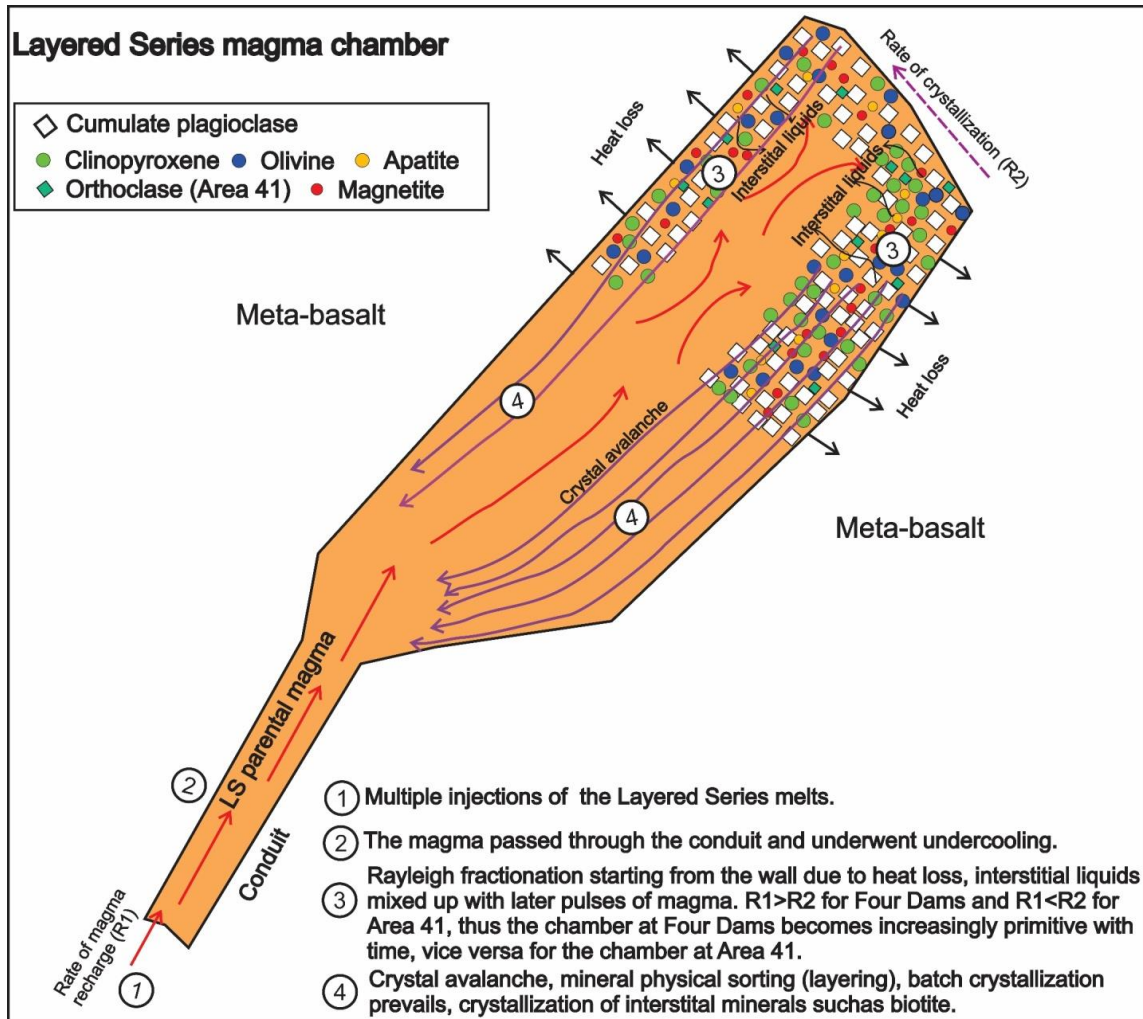 Layered Series magma chamber
Cumulate plagioclase
Clinopyroxene Olivine Apatite
Orthoclase (Area 41) Magnetite
Heat loss
Rate of crystallization (R2)
Interstital liquids
Interstital liquids
3
3
Meta-basalt
Heat loss
4
Crystal avalanche
4
Meta-basalt
LS parental magma
2
Conduit
Rate of magma
recharge (R1)
1
1 Multiple injections of the Layered Series melts.
2 The magma passed through the conduit and underwent undercooling.
3 Rayleigh fractionation starting from the wall due to heat loss, interstitial liquids
mixed up with later pulses of magma. R1>R2 for Four Dams and R1<R2 for
Area 41, thus the chamber at Four Dams becomes increasingly primitive with
time, vice versa for the chamber at Area 41.
4 Crystal avalanche, mineral physical sorting (layering), batch crystallization
prevails, crystallization of interstital minerals suchas biotite.